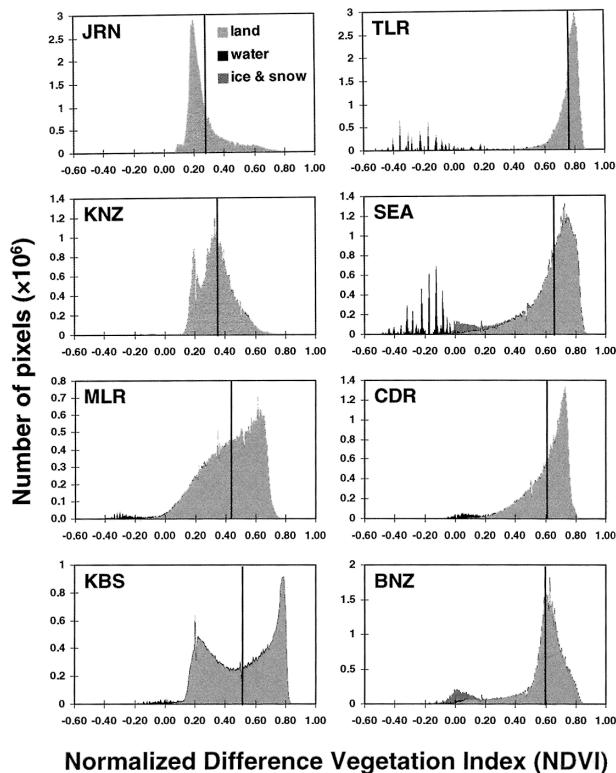 JRN
land
water
ice & snow
3
2.5
2
1.5
1
0.5
0
-0.60 -0.40 -0.20 0.00 0.20 0.40 0.60 0.80 1.00
TLR
3
2.5
2
1.5
1
0.5
0
-0.60 -0.40 -0.20 0.00 0.20 0.40 0.60 0.80 1.00
KNZ
1.4
1.2
1
0.8
0.6
0.4
0.2
0
-0.60 -0.40 -0.20 0.00 0.20 0.40 0.60 0.80 1.00
SEA
1.4
1.2
1
0.8
0.6
0.4
0.2
0
-0.60 -0.40 -0.20 0.00 0.20 0.40 0.60 0.80 1.00
Number of pixels (×10⁶)
MLR
0.8
0.7
0.6
0.5
0.4
0.3
0.2
0.1
0.0
-0.60 -0.40 -0.20 0.00 0.20 0.40 0.60 0.80 1.00
CDR
1.4
1.2
1
0.8
0.6
0.4
0.2
0
-0.60 -0.40 -0.20 0.00 0.20 0.40 0.60 0.80 1.00
KBS
1
0.8
0.6
0.4
0.2
0
-0.60 -0.40 -0.20 0.00 0.20 0.40 0.60 0.80 1.00
BNZ
2
1.5
1
0.5
0
-0.60 -0.40 -0.20 0.00 0.20 0.40 0.60 0.80 1.00
Normalized Difference Vegetation Index (NDVI)